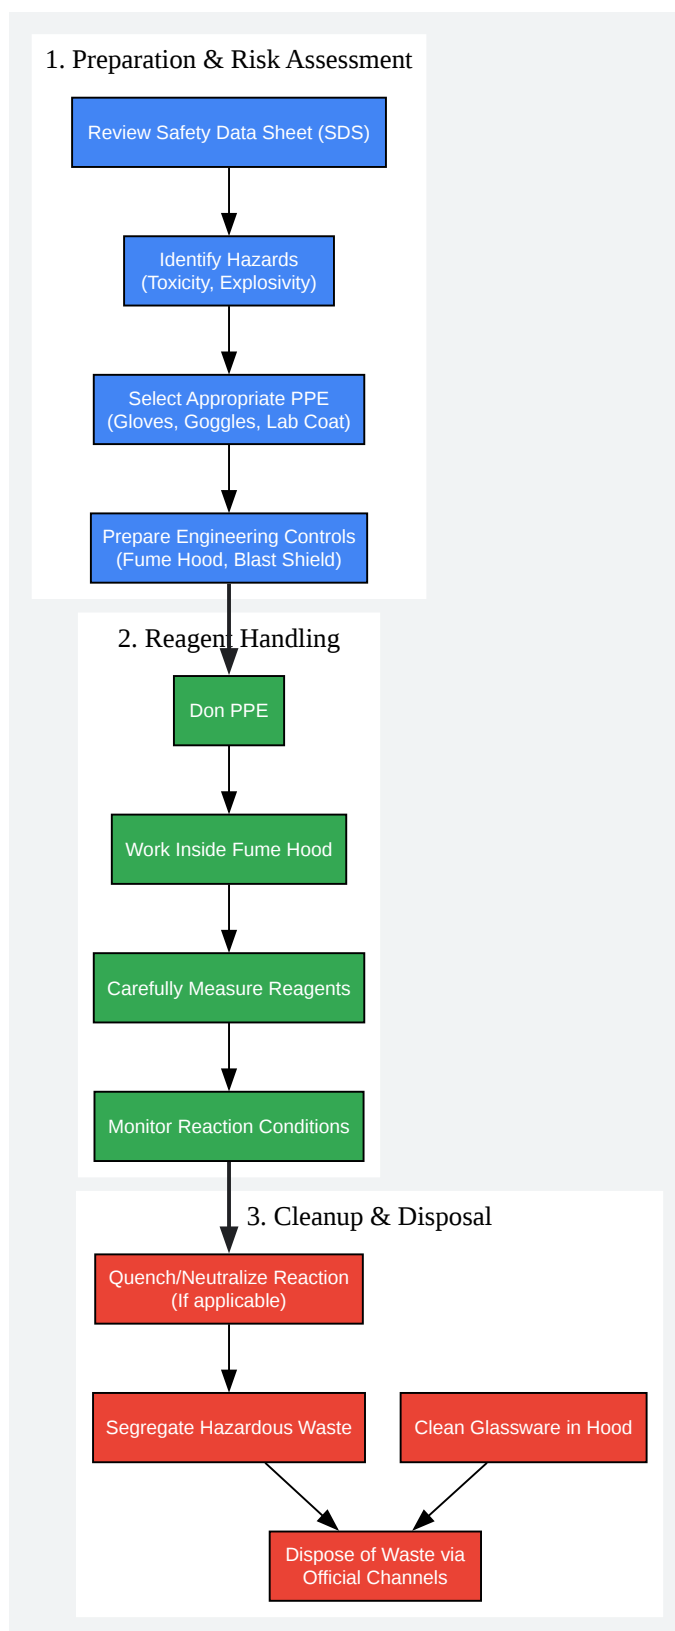 1. Preparation & Risk Assessment
Review Safety Data Sheet (SDS)
Identify Hazards
(Toxicity, Explosivity)
Select Appropriate PPE
(Gloves, Goggles, Lab Coat)
Prepare Engineering Controls
(Fume Hood, Blast Shield)
2. Reagent Handling
Don PPE
Work Inside Fume Hood
Carefully Measure Reagents
Monitor Reaction Conditions
3. Cleanup & Disposal
Quench/Neutralize Reaction
(If applicable)
Segregate Hazardous Waste
Clean Glassware in Hood
Dispose of Waste via
Official Channels